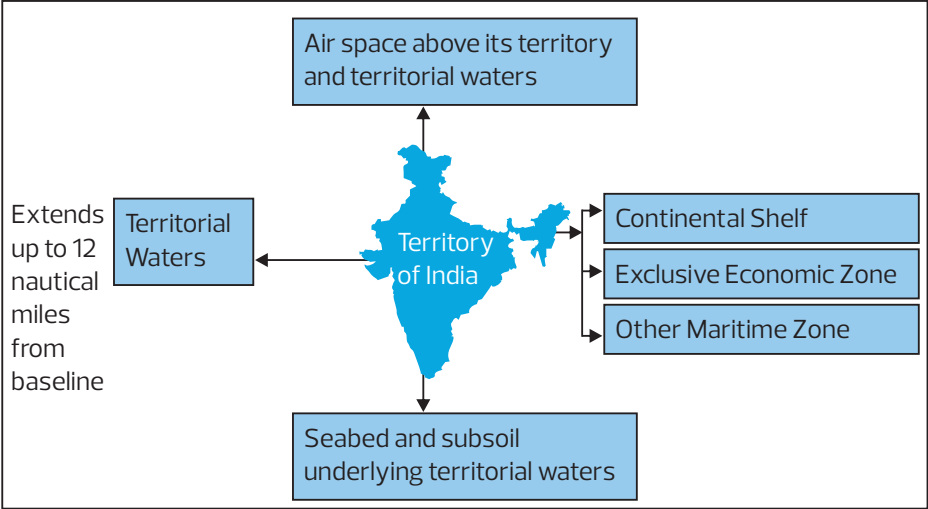 Air space above its territory
and territorial waters
Extends
up to 12
nautical
miles
from
baseline
Territorial
Waters
Territory
of India
Continental Shelf
Exclusive Economic Zone
Other Maritime Zone
Seabed and subsoil
underlying territorial waters